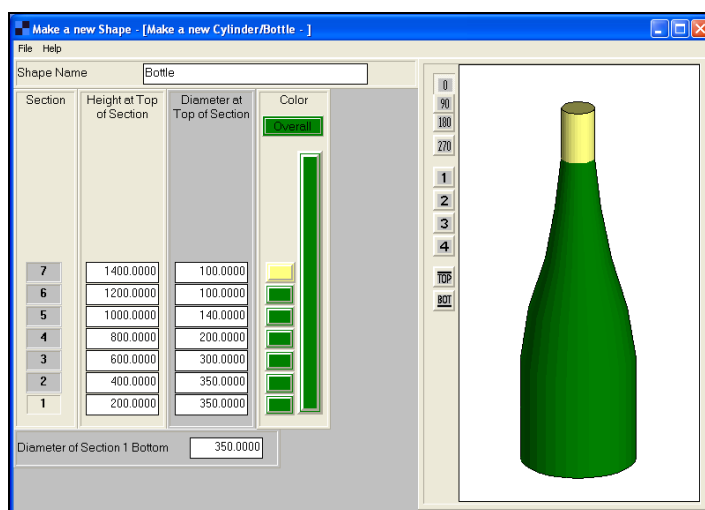 Make a new Shape - [Make a new Cylinder/Bottle - ]
File Help
Shape Name Bottle
Section Height at Top of Section Diameter at Top of Section Color
Overall
7 1400.0000 100.0000
6 1200.0000 100.0000
5 1000.0000 140.0000
4 800.0000 200.0000
3 600.0000 300.0000
2 400.0000 350.0000
1 200.0000 350.0000
Diameter of Section 1 Bottom 350.0000
0
90
180
270
1
2
3
4
TOP
BOT